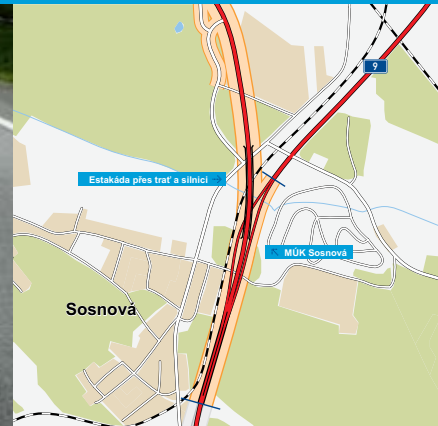 9
Estakáda přes trať a silnici →
↖ MÚK Sosnová
Sosnová